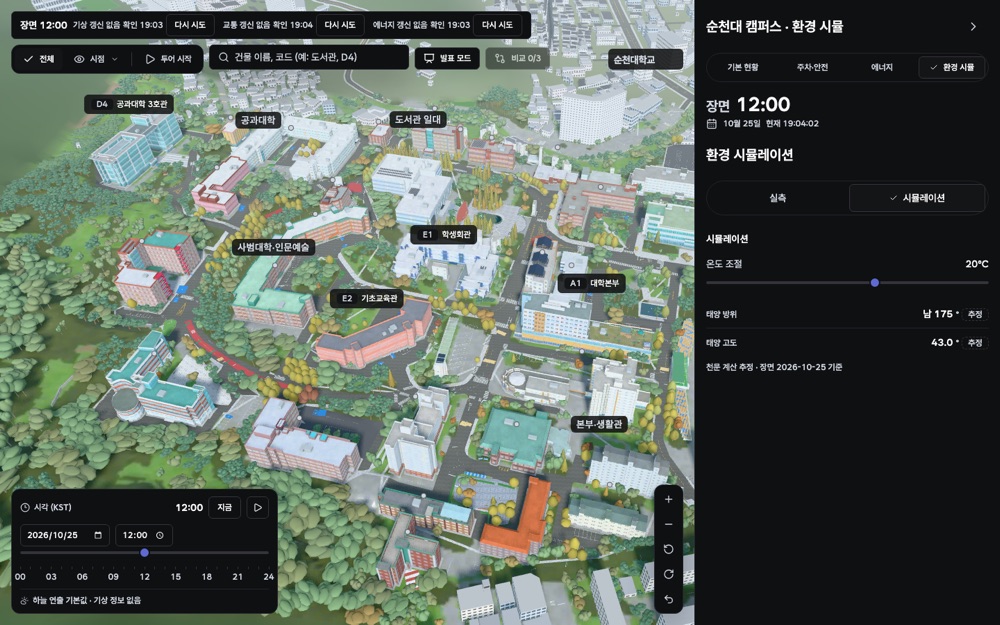 장면 12:00 기상 갱신 없음 확인 19:03 다시 시도 교통 갱신 없음 확인 19:04 다시 시도 에너지 갱신 없음 확인 19:03 다시 시도
전체 시점 투어 시작 건물 이름, 코드 (예: 도서관, D4) 발표 모드 비교 0/3 순천대학교
D4 공과대학 3호관
공과대학
도서관 일대
E1 학생회관
사범대학·인문예술
A1 대학본부
E2 기초교육관
본부·생활관
시각 (KST) 12:00 지금
2026/10/25 12:00
00 03 06 09 12 15 18 21 24
하늘 연출 기본값 · 기상 정보 없음
순천대 캠퍼스 · 환경 시뮬
기본 현황 주차·안전 에너지 환경 시뮬
장면 12:00
10월 25일 현재 19:04:02
환경 시뮬레이션
실측 시뮬레이션
시뮬레이션
온도 조절 20°C
태양 방위 남 175 ° 추정
태양 고도 43.0 ° 추정
천문 계산 추정 · 장면 2026-10-25 기준